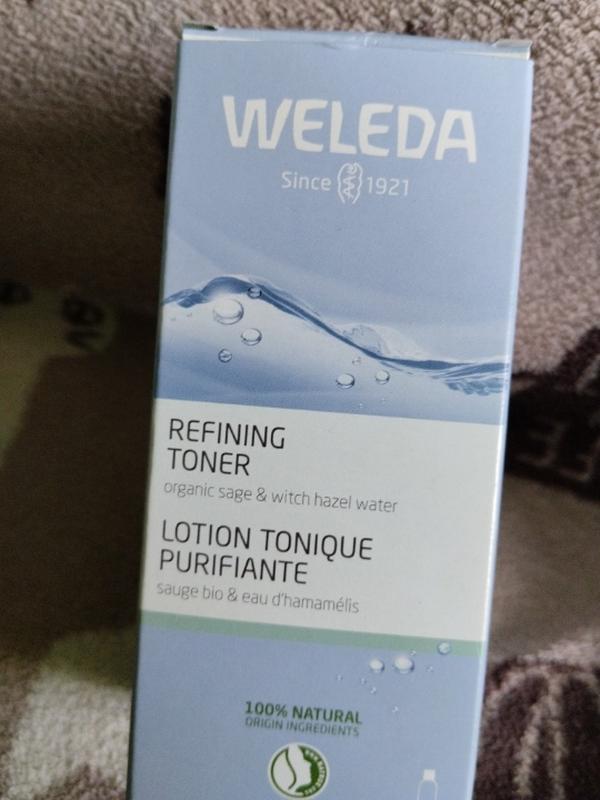 WELEDA
Since 1921
REFINING
TONER
organic sage & witch hazel water
LOTION TONIQUE
PURIFIANTE
sauge bio & eau d'hamamélis
100% NATURAL
ORIGIN INGREDIENTS